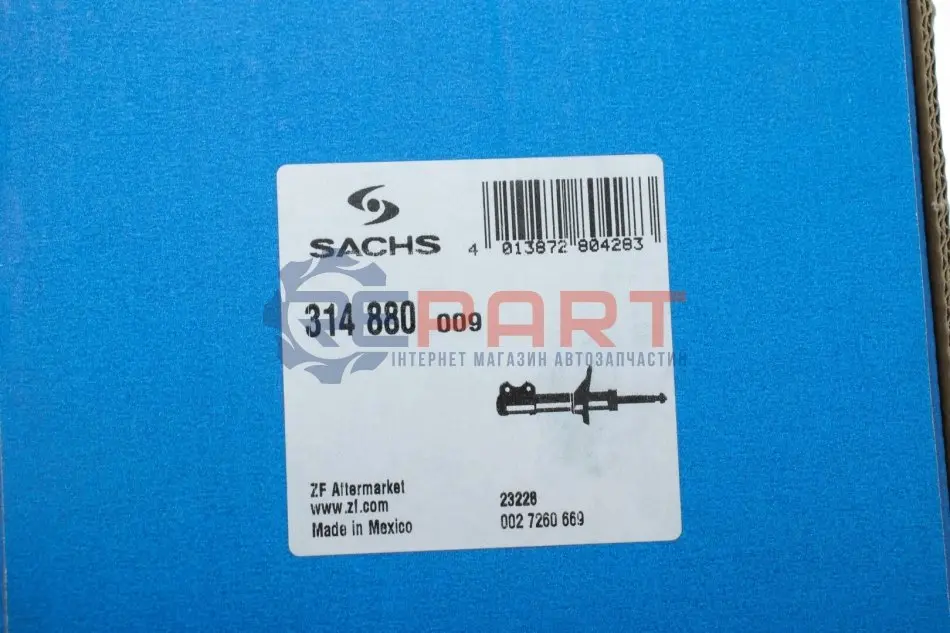 SACHS
4 013872 804283
314 880 009
REPART
ІНТЕРНЕТ МАГАЗИН АВТОЗАПЧАСТИН
ZF Aftermarket
www.zf.com
Made in Mexico
23228
002 7260 669